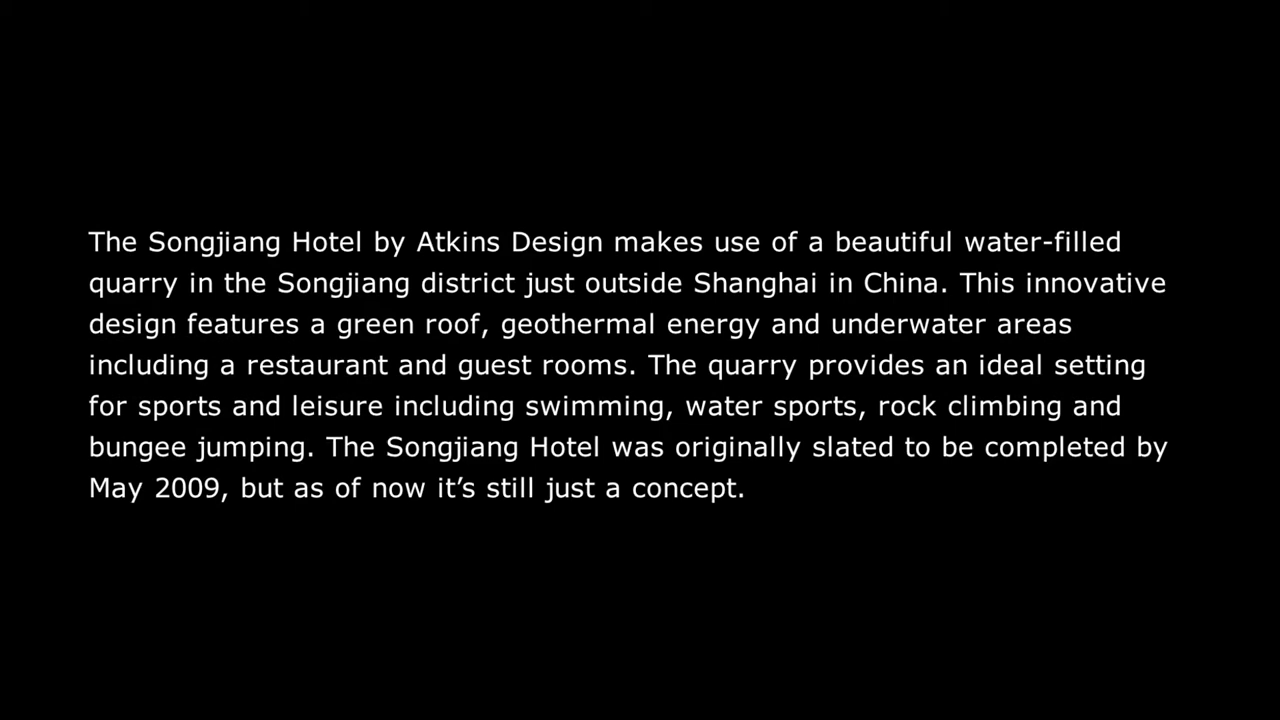 The Songjiang Hotel by Atkins Design makes use of a beautiful water-filled
quarry in the Songjiang district just outside Shanghai in China. This innovative
design features a green roof, geothermal energy and underwater areas
including a restaurant and guest rooms. The quarry provides an ideal setting
for sports and leisure including swimming, water sports, rock climbing and
bungee jumping. The Songjiang Hotel was originally slated to be completed by
May 2009, but as of now it’s still just a concept.